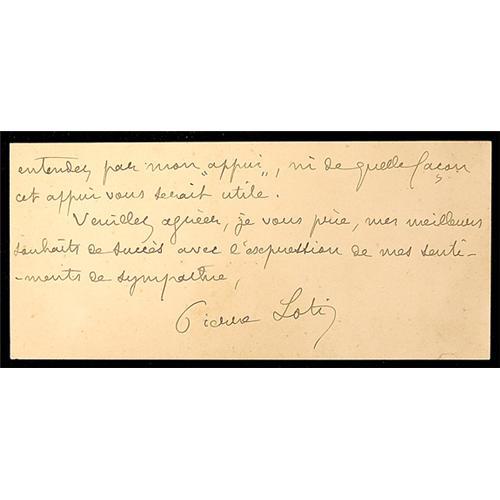 entendez par mon „appui„, ni de quelle façon
cet appui vous serait utile.
Veuillez agréer, je vous prie, mes meilleurs
souhaits de succès avec l'expression de mes senti-
-ments de sympathie,
Pierre Loti